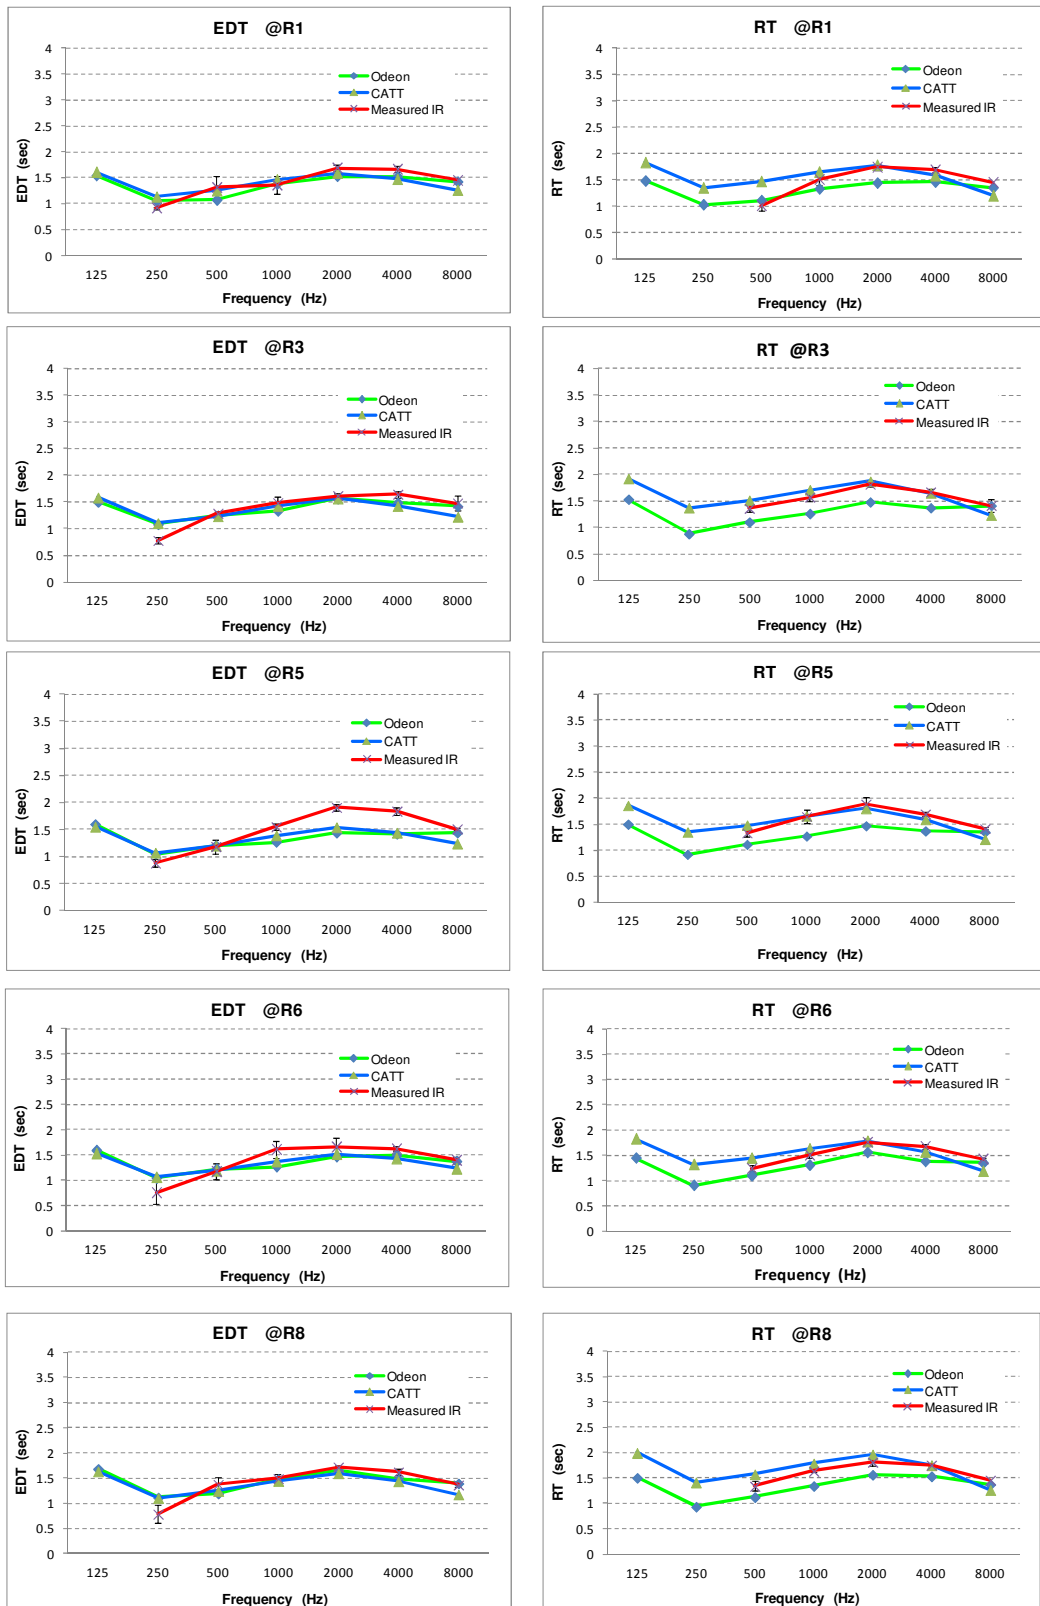 EDT @R1
4
3.5
3
2.5
2
1.5
1
0.5
0
EDT (sec)
Odeon
CATT
Measured IR
125 250 500 1000 2000 4000 8000
Frequency (Hz)
RT @R1
4
3.5
3
2.5
2
1.5
1
0.5
0
RT (sec)
Odeon
CATT
Measured IR
125 250 500 1000 2000 4000 8000
Frequency (Hz)
EDT @R3
4
3.5
3
2.5
2
1.5
1
0.5
0
EDT (sec)
Odeon
CATT
Measured IR
125 250 500 1000 2000 4000 8000
Frequency (Hz)
RT @R3
4
3.5
3
2.5
2
1.5
1
0.5
0
RT (sec)
Odeon
CATT
Measured IR
125 250 500 1000 2000 4000 8000
Frequency (Hz)
EDT @R5
4
3.5
3
2.5
2
1.5
1
0.5
0
EDT (sec)
Odeon
CATT
Measured IR
125 250 500 1000 2000 4000 8000
Frequency (Hz)
RT @R5
4
3.5
3
2.5
2
1.5
1
0.5
0
RT (sec)
Odeon
CATT
Measured IR
125 250 500 1000 2000 4000 8000
Frequency (Hz)
EDT @R6
4
3.5
3
2.5
2
1.5
1
0.5
0
EDT (sec)
Odeon
CATT
Measured IR
125 250 500 1000 2000 4000 8000
Frequency (Hz)
RT @R6
4
3.5
3
2.5
2
1.5
1
0.5
0
RT (sec)
Odeon
CATT
Measured IR
125 250 500 1000 2000 4000 8000
Frequency (Hz)
EDT @R8
4
3.5
3
2.5
2
1.5
1
0.5
0
EDT (sec)
Odeon
CATT
Measured IR
125 250 500 1000 2000 4000 8000
Frequency (Hz)
RT @R8
4
3.5
3
2.5
2
1.5
1
0.5
0
RT (sec)
Odeon
CATT
Measured IR
125 250 500 1000 2000 4000 8000
Frequency (Hz)